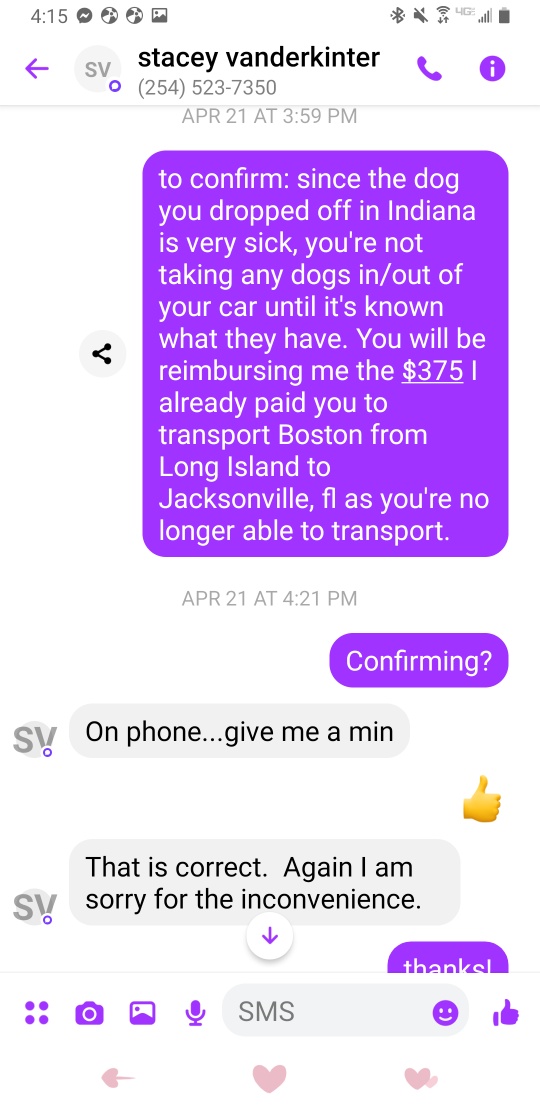 4:15
4G
SV
stacey vanderkinter
(254) 523-7350
APR 21 AT 3:59 PM
to confirm: since the dog
you dropped off in Indiana
is very sick, you're not
taking any dogs in/out of
your car until it's known
what they have. You will be
reimbursing me the $375 I
already paid you to
transport Boston from
Long Island to
Jacksonville, fl as you're no
longer able to transport.
APR 21 AT 4:21 PM
Confirming?
SV
On phone...give me a min
That is correct.  Again I am
sorry for the inconvenience.
SV
thanks!
SMS